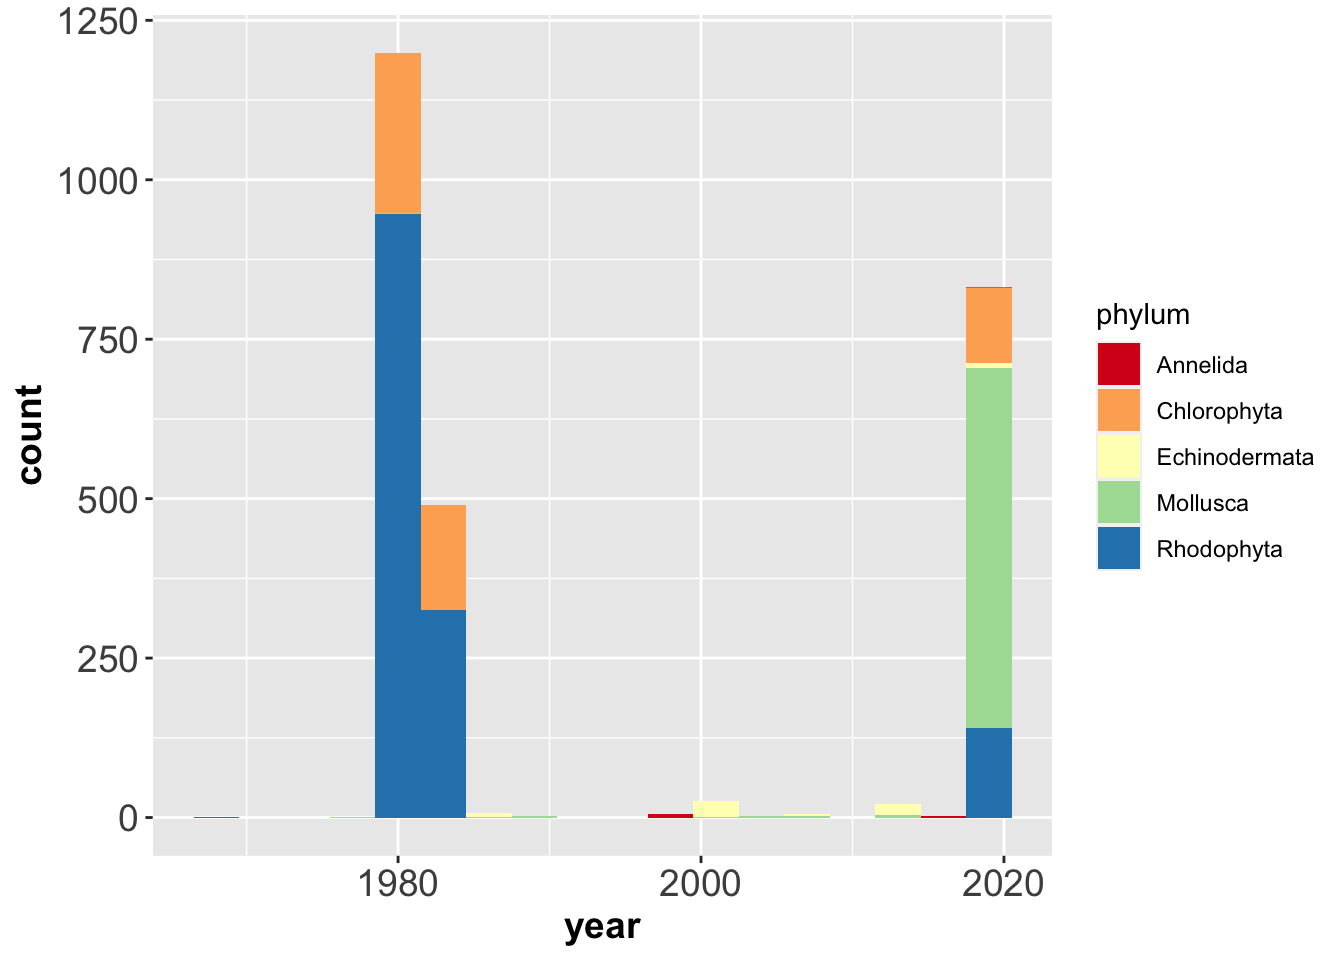 1250
1000
750
500
250
0
count
1980
2000
2020
year
phylum
Annelida
Chlorophyta
Echinodermata
Mollusca
Rhodophyta